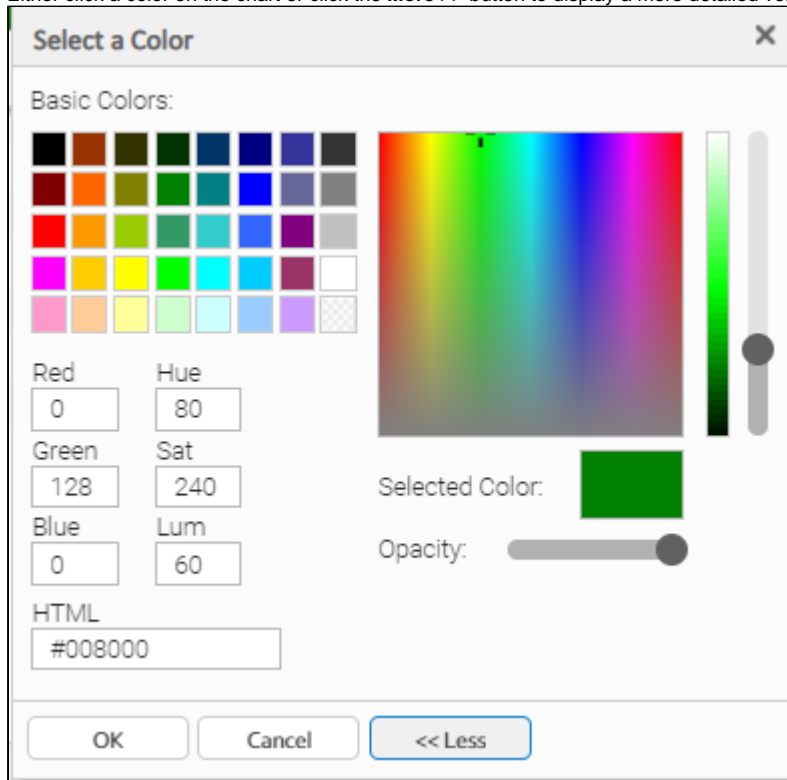 Select a Color
Basic Colors:
Red Hue
0 80
Green Sat
128 240
Blue Lum
0 60
HTML
#008000
Selected Color:
Opacity:
OK Cancel << Less